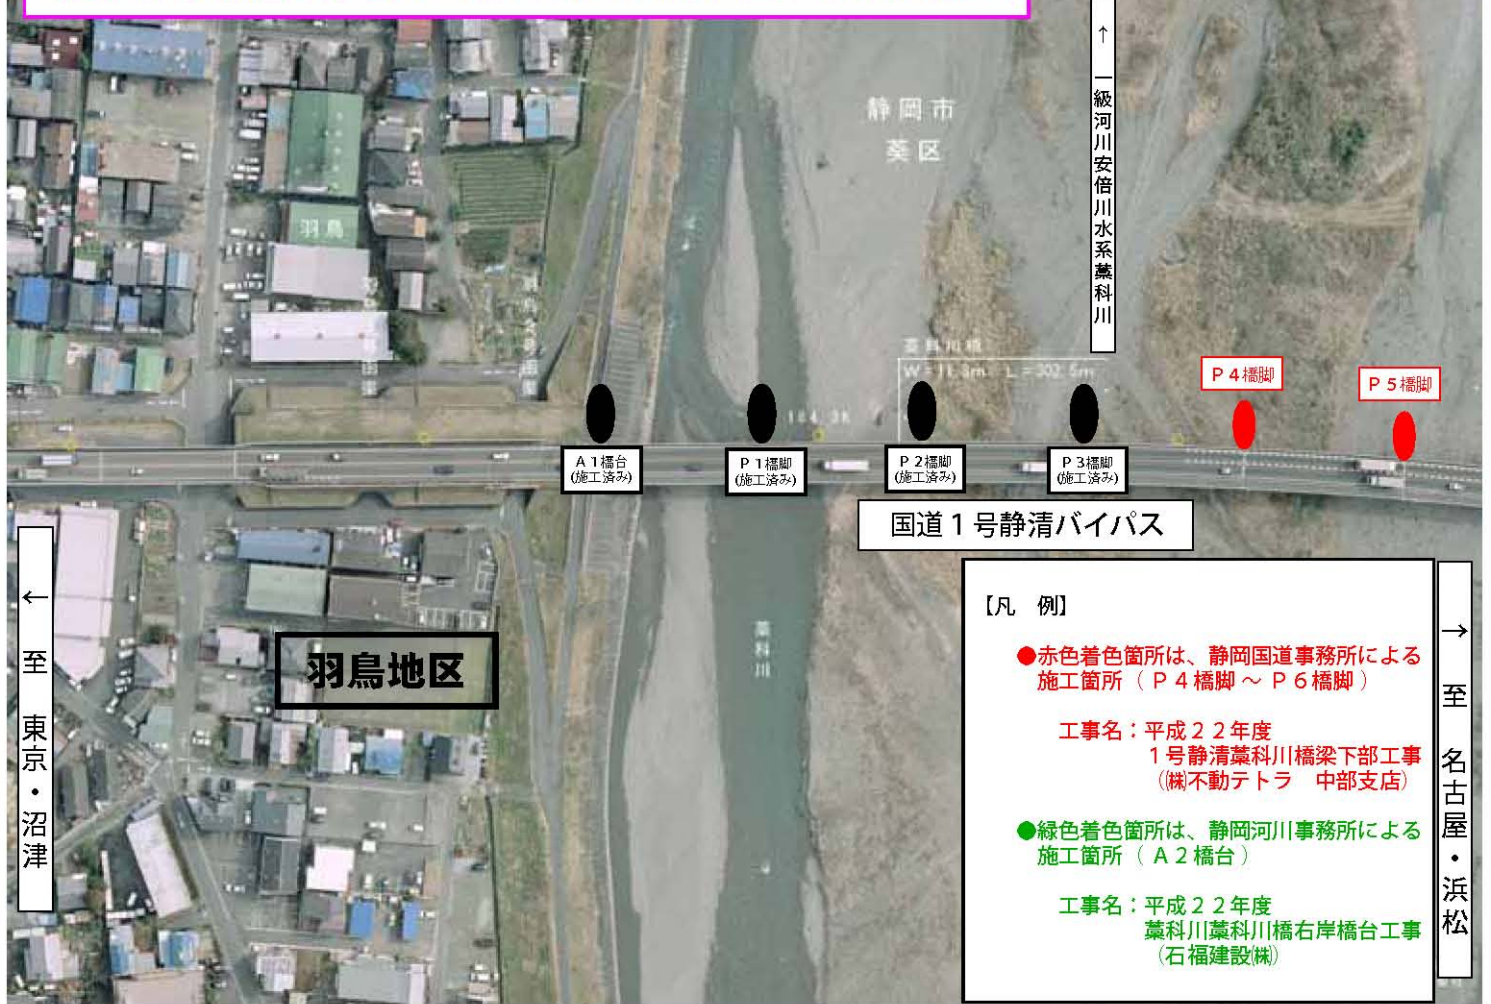 静岡市
葵区
↑ 一級河川安倍川水系藁科川
羽鳥
藁科川橋
W=11.3m L=302.5m
184.3K
P4橋脚
P5橋脚
A1橋台
(施工済み)
P1橋脚
(施工済み)
P2橋脚
(施工済み)
P3橋脚
(施工済み)
国道1号静清バイパス
← 至 東京・沼津
羽鳥地区
藁科川
→ 至 名古屋・浜松
【凡 例】
●赤色着色箇所は、静岡国道事務所による
施工箇所（P4橋脚～P6橋脚）
工事名：平成22年度
1号静清藁科川橋梁下部工事
(㈱不動テトラ 中部支店)
●緑色着色箇所は、静岡河川事務所による
施工箇所（A2橋台）
工事名：平成22年度
藁科川藁科川橋右岸橋台工事
(石福建設㈱)